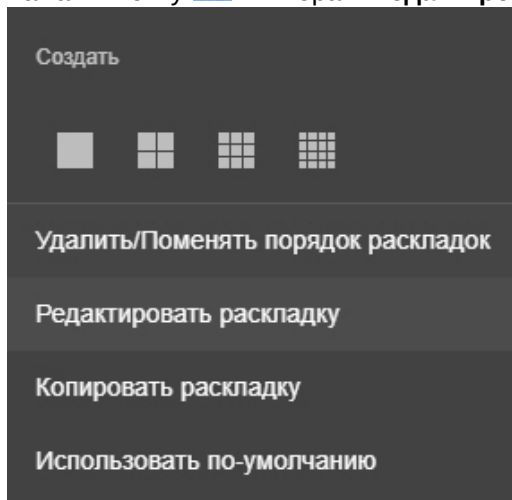 Создать
Удалить/Поменять порядок раскладок
Редактировать раскладку
Копировать раскладку
Использовать по-умолчанию